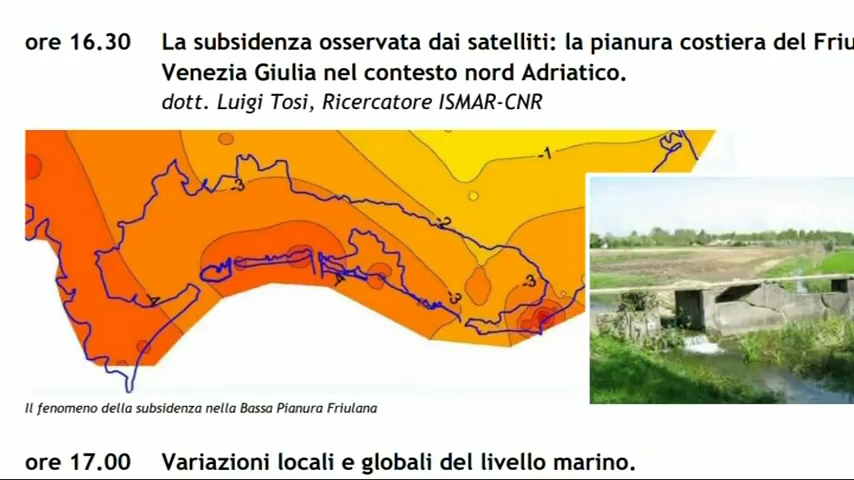 ore 16.30 La subsidenza osservata dai satelliti: la pianura costiera del Friu
Venezia Giulia nel contesto nord Adriatico.
dott. Luigi Tosi, Ricercatore ISMAR-CNR
-1
-3
-2
-3
-3
-4
-4
Il fenomeno della subsidenza nella Bassa Pianura Friulana
ore 17.00 Variazioni locali e globali del livello marino.